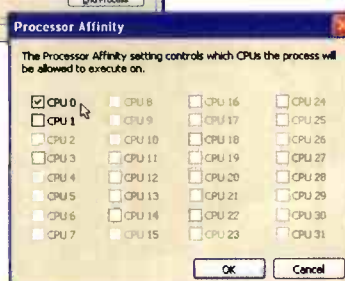 End Process
Processor Affinity
The Processor Affinity setting controls which CPUs the process will
be allowed to execute on.
CPU 0 CPU 8 CPU 16 CPU 24
CPU 1 CPU 9 CPU 17 CPU 25
CPU 2 CPU 10 CPU 18 CPU 26
CPU 3 CPU 11 CPU 19 CPU 27
CPU 4 CPU 12 CPU 20 CPU 28
CPU 5 CPU 13 CPU 21 CPU 29
CPU 6 CPU 14 CPU 22 CPU 30
CPU 7 CPU 15 CPU 23 CPU 31
OK Cancel